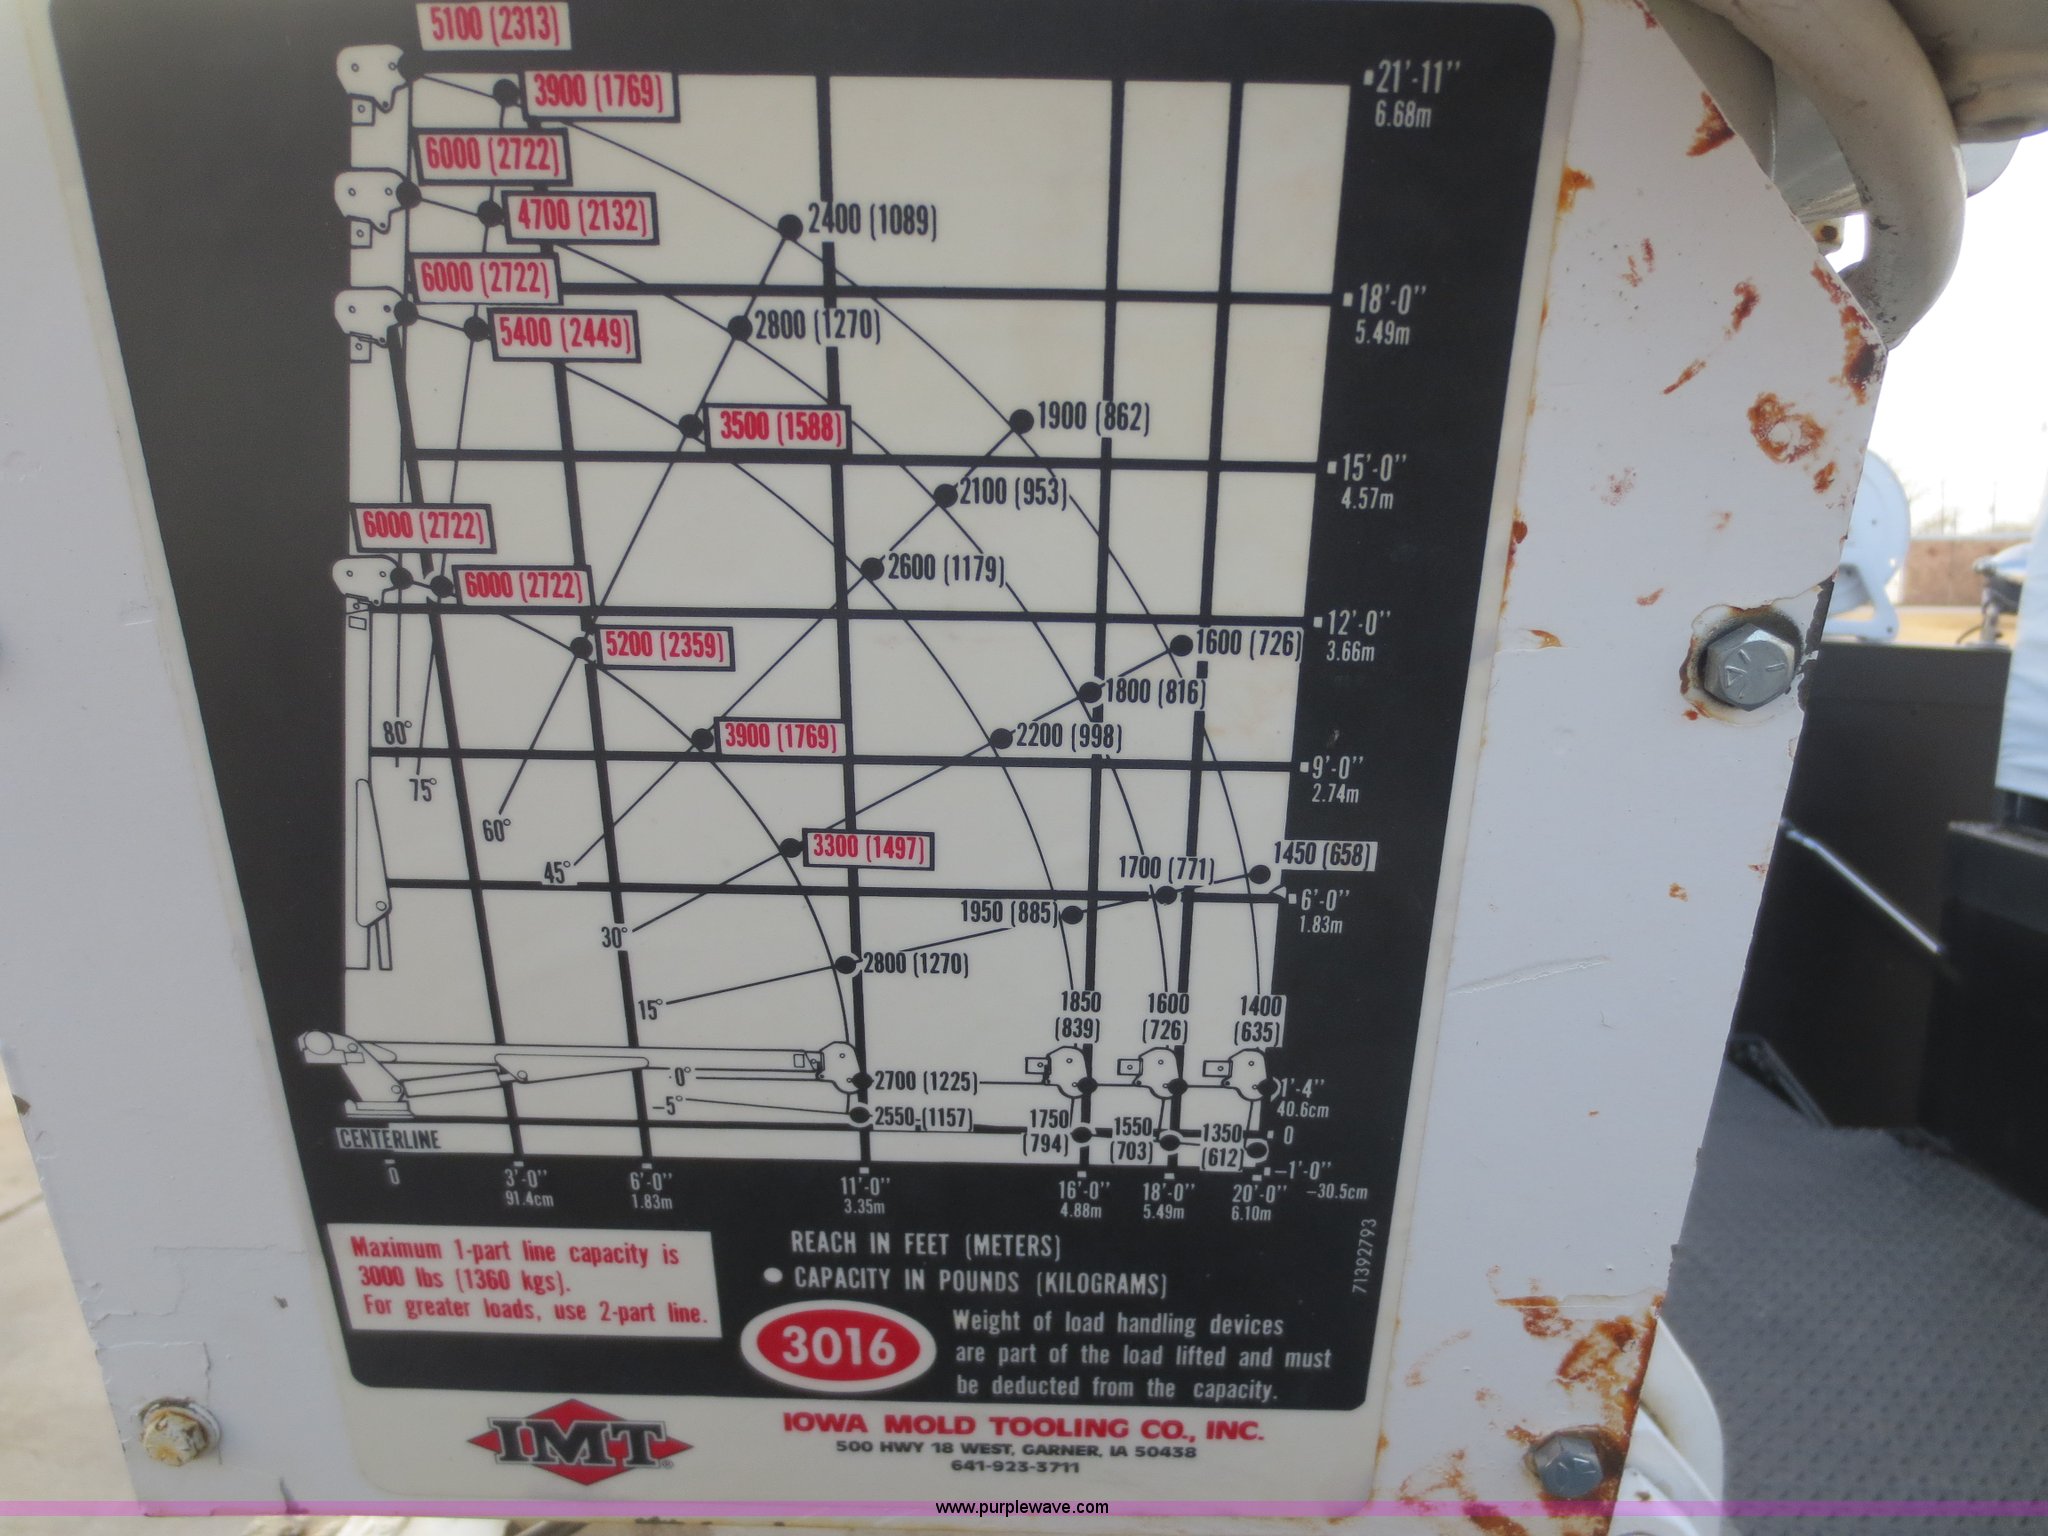 5100 (2313)
3900 (1769)
6000 (2722)
4700 (2132)
2400 (1089)
6000 (2722)
5400 (2449)
2800 (1270)
3500 (1588)
1900 (862)
2100 (953)
6000 (2722)
6000 (2722)
2600 (1179)
5200 (2359)
1600 (726)
1800 (816)
3900 (1769)
2200 (998)
3300 (1497)
1700 (771)
1450 (658)
1950 (885)
2800 (1270)
80°
75°
60°
45°
30°
15°
0°
-5°
21'-11"
6.68m
18'-0"
5.49m
15'-0"
4.57m
12'-0"
3.66m
9'-0"
2.74m
6'-0"
1.83m
1850
(839)
1600
(726)
1400
(635)
2700 (1225)
2550 (1157)
1750
(794)
1550
(703)
1350
(612)
1'-4"
40.6cm
0
-1'-0"
-30.5cm
CENTERLINE
0
3'-0"
91.4cm
6'-0"
1.83m
11'-0"
3.35m
16'-0"
4.88m
18'-0"
5.49m
20'-0"
6.10m
REACH IN FEET (METERS)
CAPACITY IN POUNDS (KILOGRAMS)
Maximum 1-part line capacity is
3000 lbs (1360 kgs).
For greater loads, use 2-part line.
3016
Weight of load handling devices
are part of the load lifted and must
be deducted from the capacity.
71392793
IMT®
IOWA MOLD TOOLING CO., INC.
500 HWY 18 WEST, GARNER, IA 50438
641-923-3711
www.purplewave.com